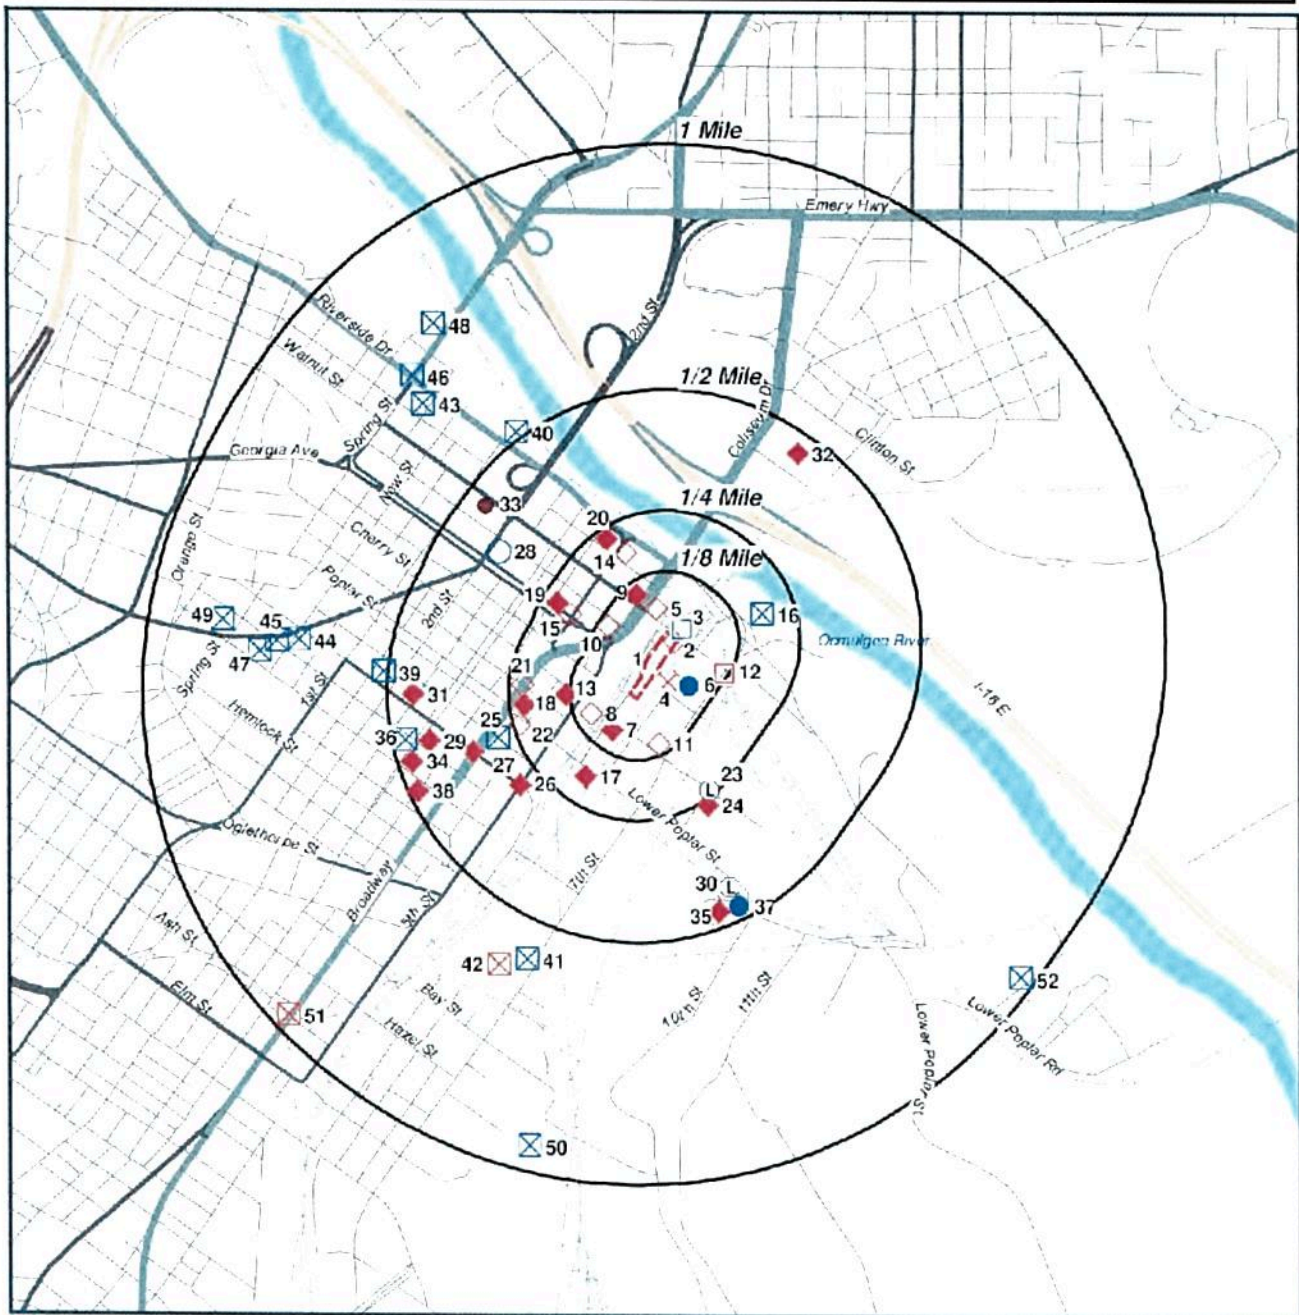 1 Mile
Emery Hwy
2nd St
Riverside Dr
48
Walnut St
46
1/2 Mile
43
Spring St
40
Coliseum Dr
Clinton St
Georgia Ave
32
New St
1/4 Mile
33
20
Orange St
Cherry St
28
14
1/8 Mile
Poplar St
19
9
5
3
16
49
45
44
2nd St
15
10
2
Ocmulgee River
47
Spring St
39
21
1
12
1st St
31
13
4
6
I-16 E
Hemlock St
18
8
36
29
25
22
7
11
34
27
26
17
23
38
L
24
Lower Poplar St
Oglethorpe St
7th St
Broadway
30
L
5th St
35
37
Ash St
42
41
52
Elm St
Bay St
10th St
11th St
Lower Poplar Rd
51
Hazel St
Lower Poplar St
50